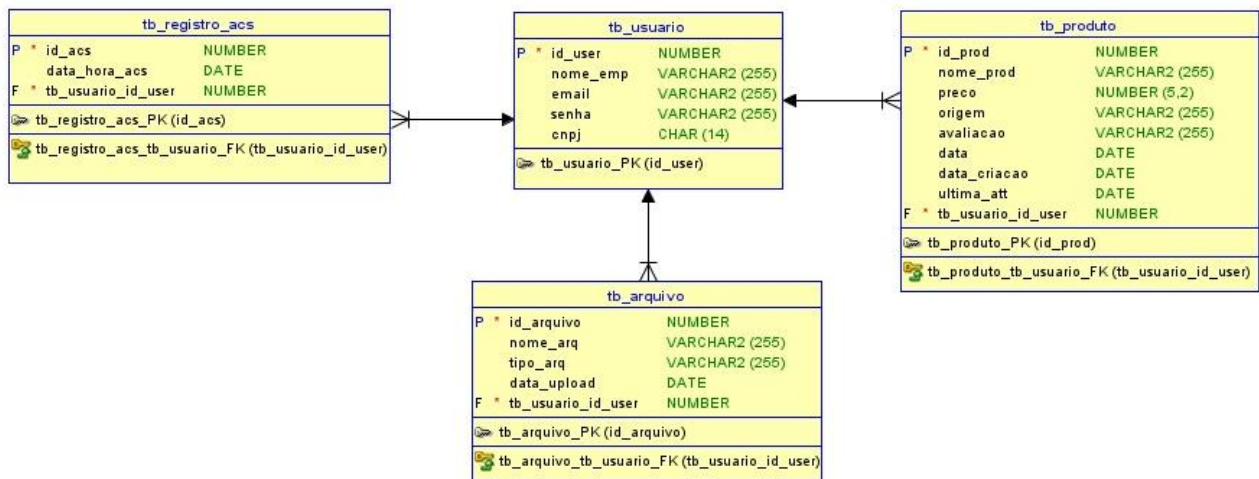 tb_registro_acs
P * id_acs NUMBER
data_hora_acs DATE
F * tb_usuario_id_user NUMBER
tb_registro_acs_PK (id_acs)
tb_registro_acs_tb_usuario_FK (tb_usuario_id_user)
tb_usuario
P * id_user NUMBER
nome_emp VARCHAR2 (255)
email VARCHAR2 (255)
senha VARCHAR2 (255)
cnpj CHAR (14)
tb_usuario_PK (id_user)
tb_produto
P * id_prod NUMBER
nome_prod VARCHAR2 (255)
preco NUMBER (5,2)
origem VARCHAR2 (255)
avaliacao VARCHAR2 (255)
data DATE
data_criacao DATE
ultima_att DATE
F * tb_usuario_id_user NUMBER
tb_produto_PK (id_prod)
tb_produto_tb_usuario_FK (tb_usuario_id_user)
tb_arquivo
P * id_arquivo NUMBER
nome_arq VARCHAR2 (255)
tipo_arq VARCHAR2 (255)
data_upload DATE
F * tb_usuario_id_user NUMBER
tb_arquivo_PK (id_arquivo)
tb_arquivo_tb_usuario_FK (tb_usuario_id_user)